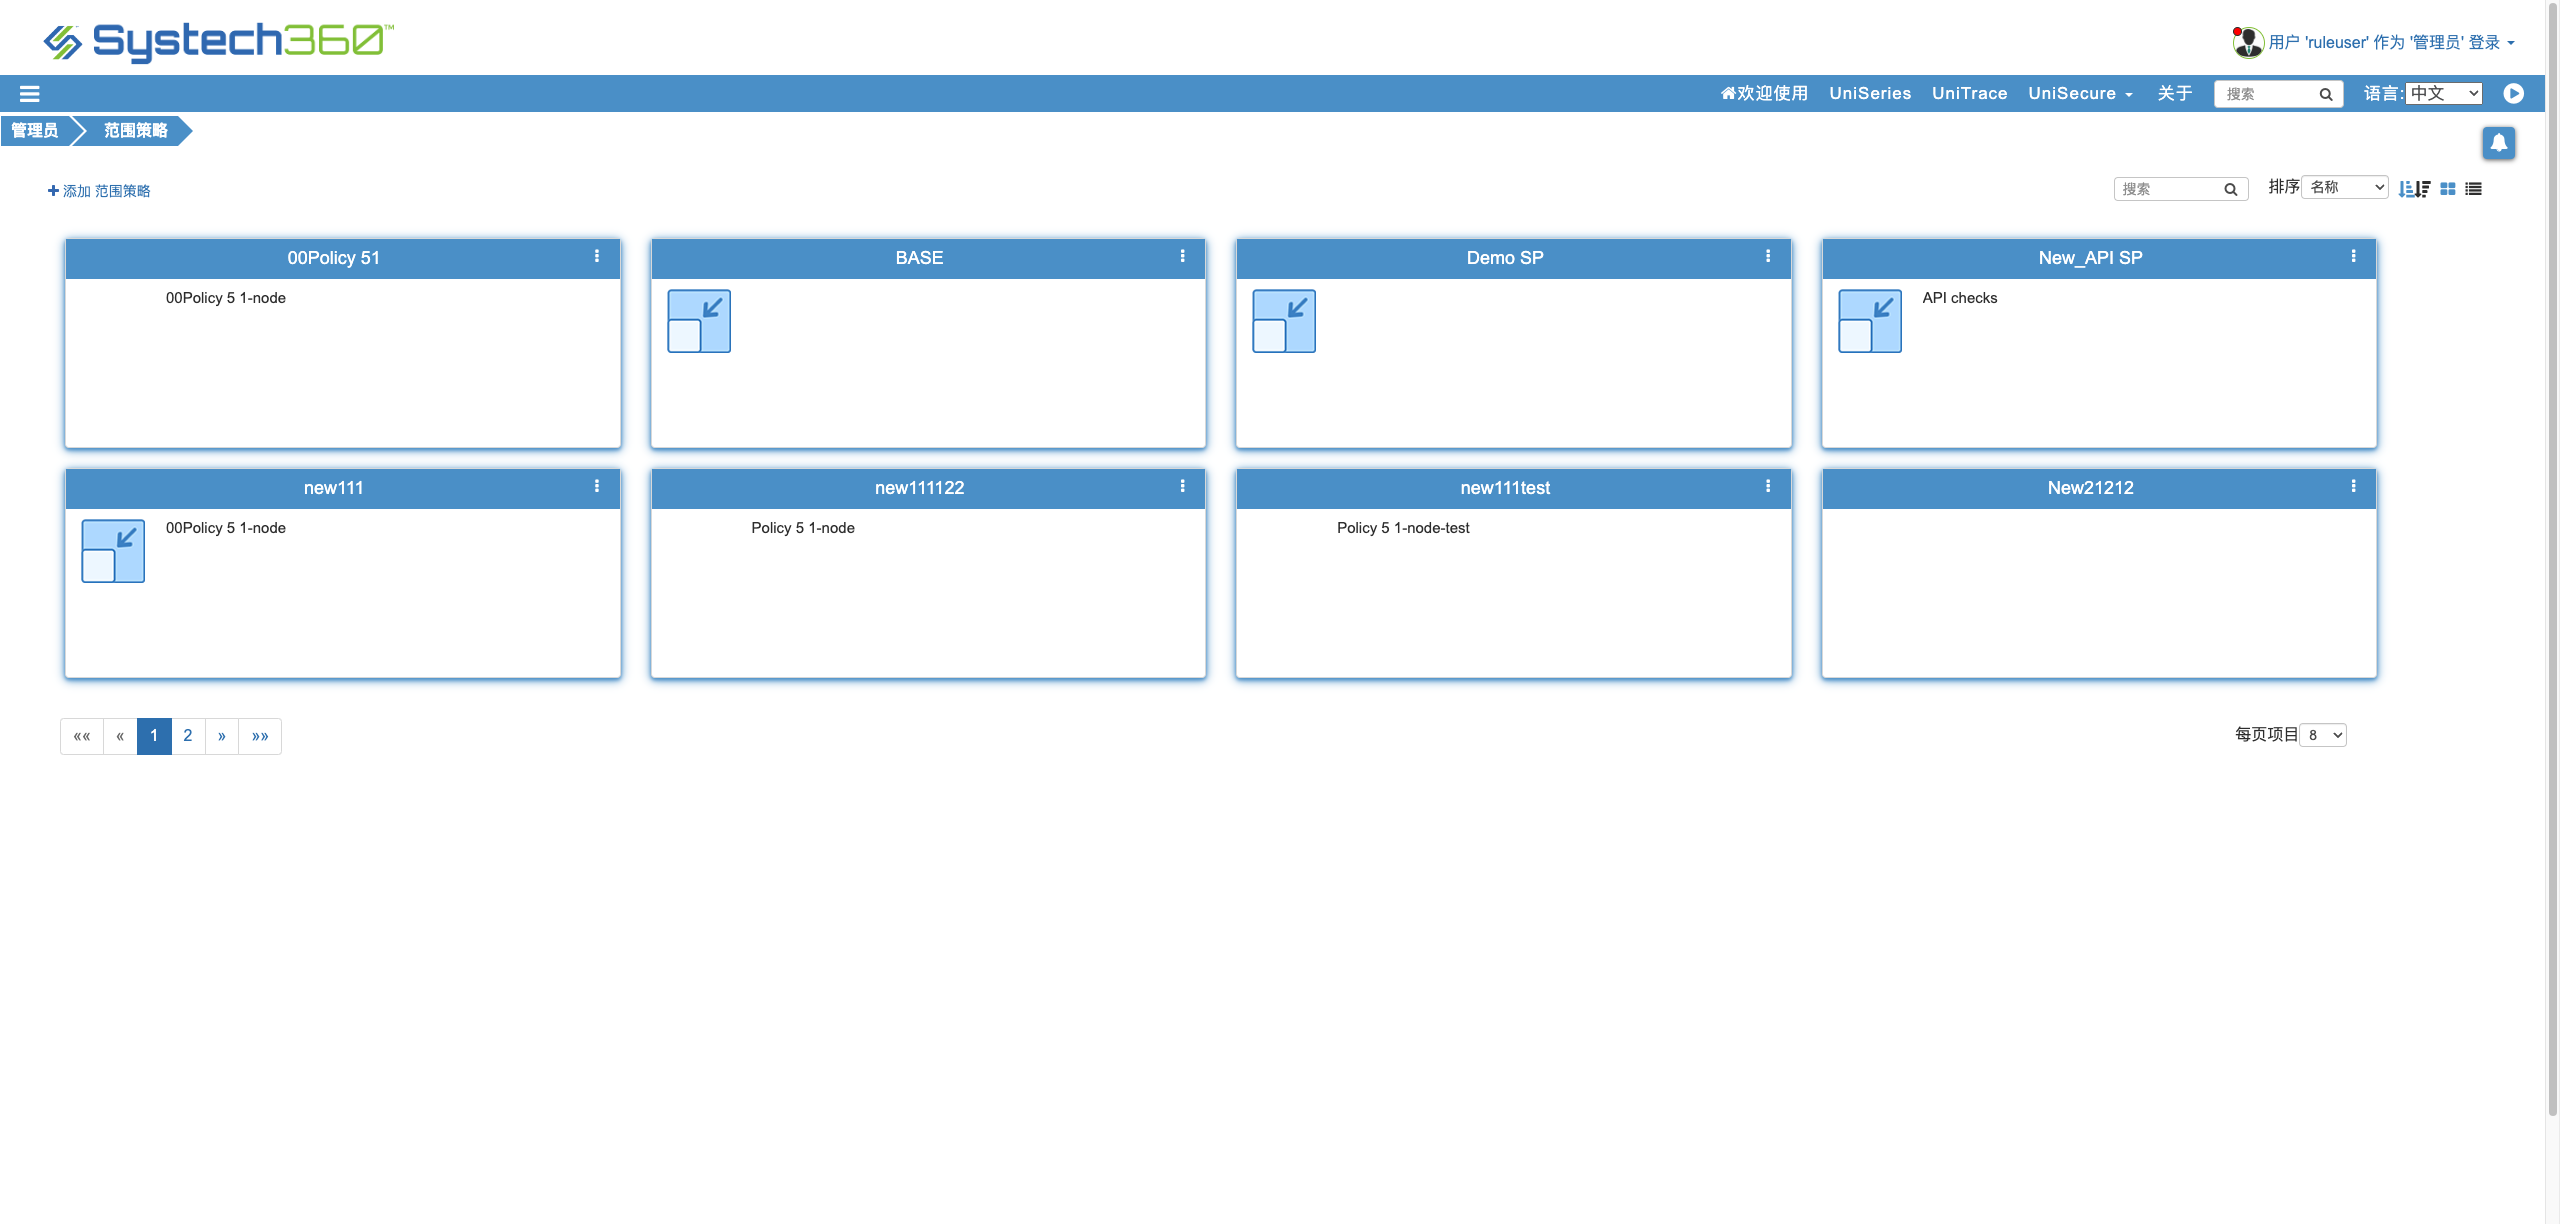 Systech360™
用户 'ruleuser' 作为 '管理员' 登录
欢迎使用 UniSeries UniTrace UniSecure 关于 搜索 语言: 中文
管理员 范围策略
添加 范围策略
搜索 排序 名称
00Policy 51
00Policy 5 1-node
BASE
Demo SP
New_API SP
API checks
new111
00Policy 5 1-node
new111122
Policy 5 1-node
new111test
Policy 5 1-node-test
New21212
«« « 1 2 » »»
每页项目 8